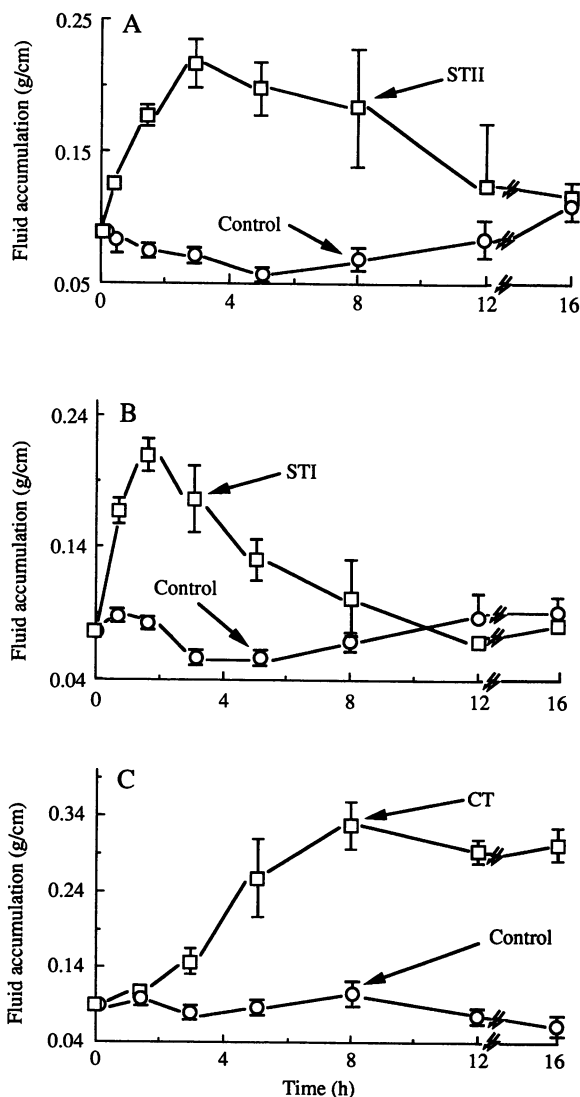 A
Fluid accumulation (g/cm)
0.25
0.15
0.05
STII
Control
0 4 8 12 16
B
Fluid accumulation (g/cm)
0.24
0.14
0.04
STI
Control
0 4 8 12 16
C
Fluid accumulation (g/cm)
0.34
0.24
0.14
0.04
CT
Control
0 4 8 12 16
Time (h)